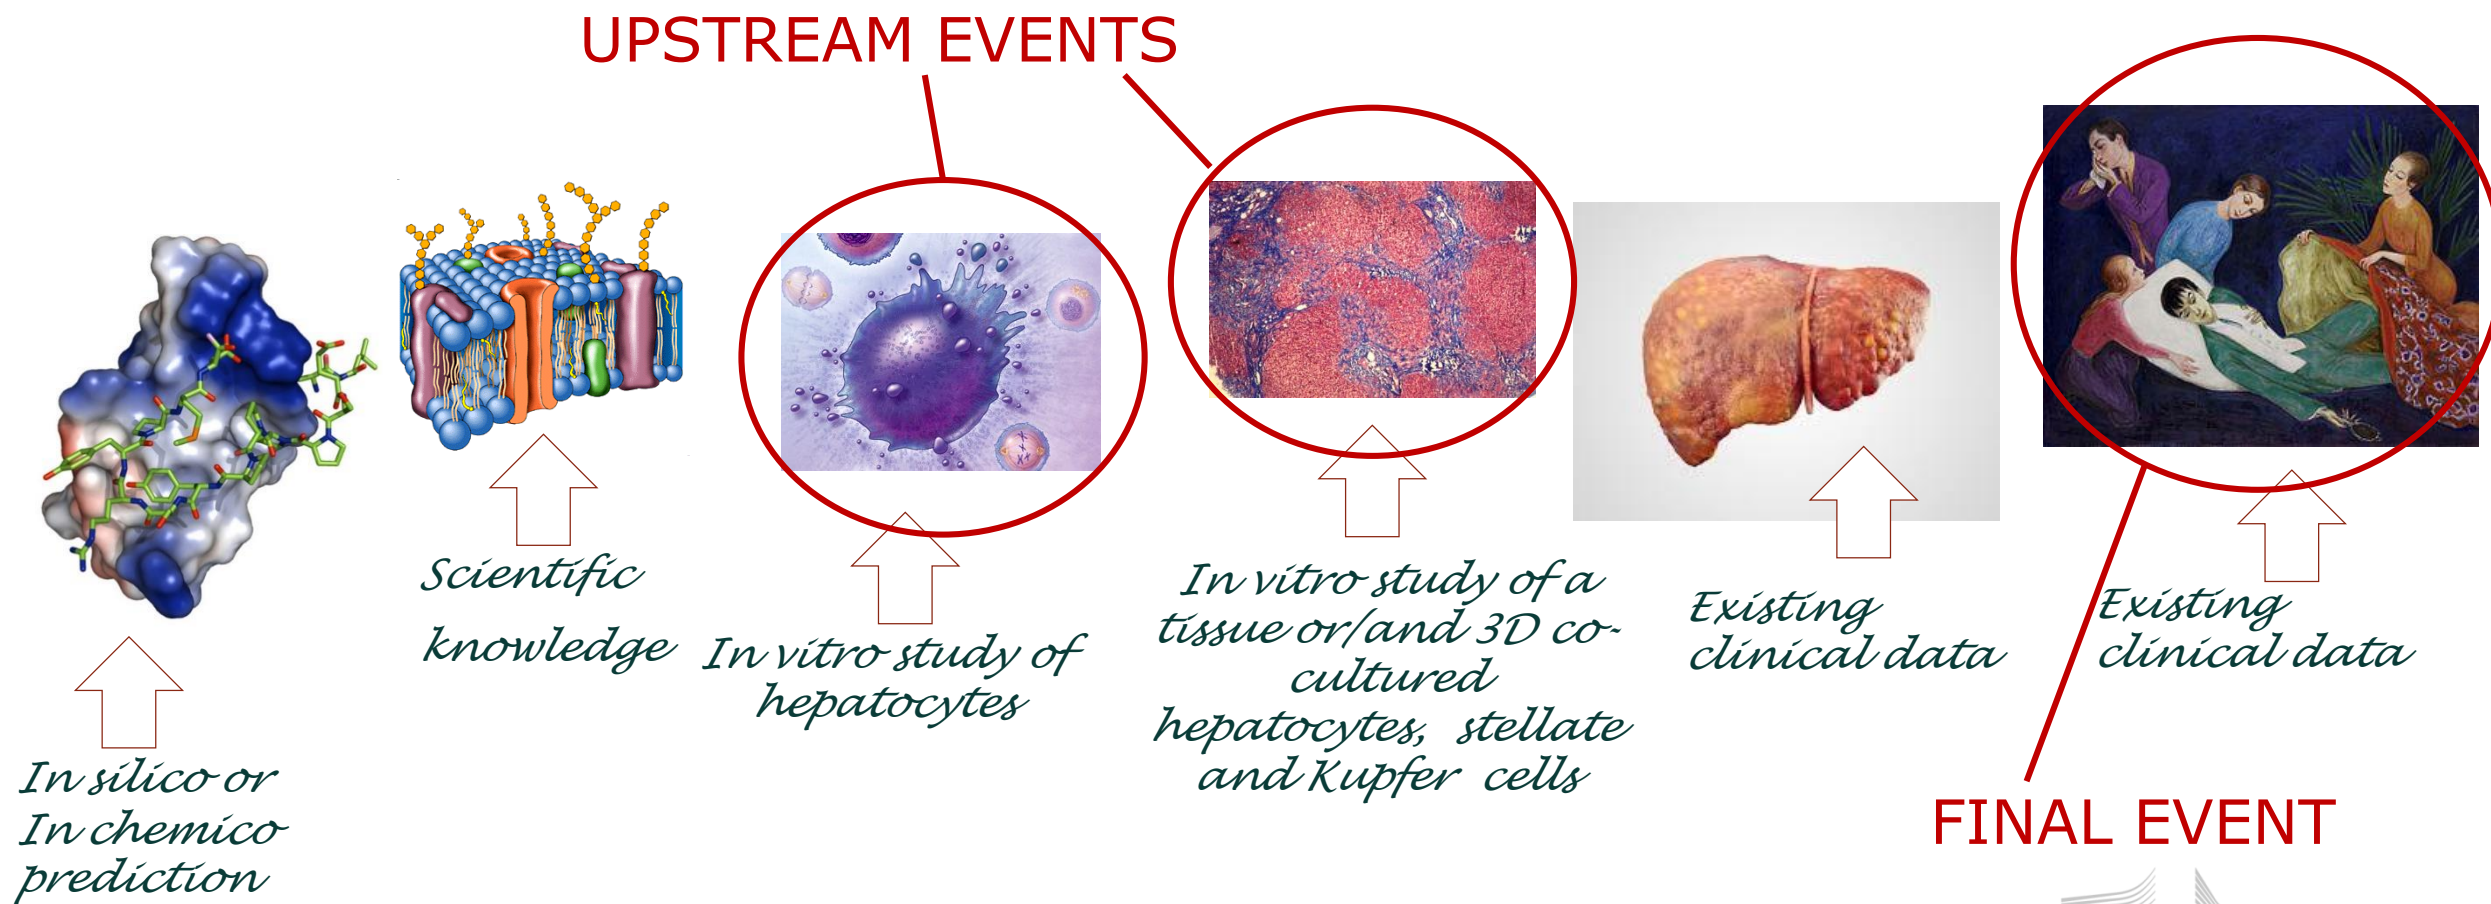 UPSTREAM EVENTS
Scientific
knowledge
In vitro study of
hepatocytes
In vitro study of a
tissue or/and 3D co-
cultured
hepatocytes, stellate
and Kupfer cells
Existing
clinical data
Existing
clinical data
In silico or
In chemico
prediction
FINAL EVENT